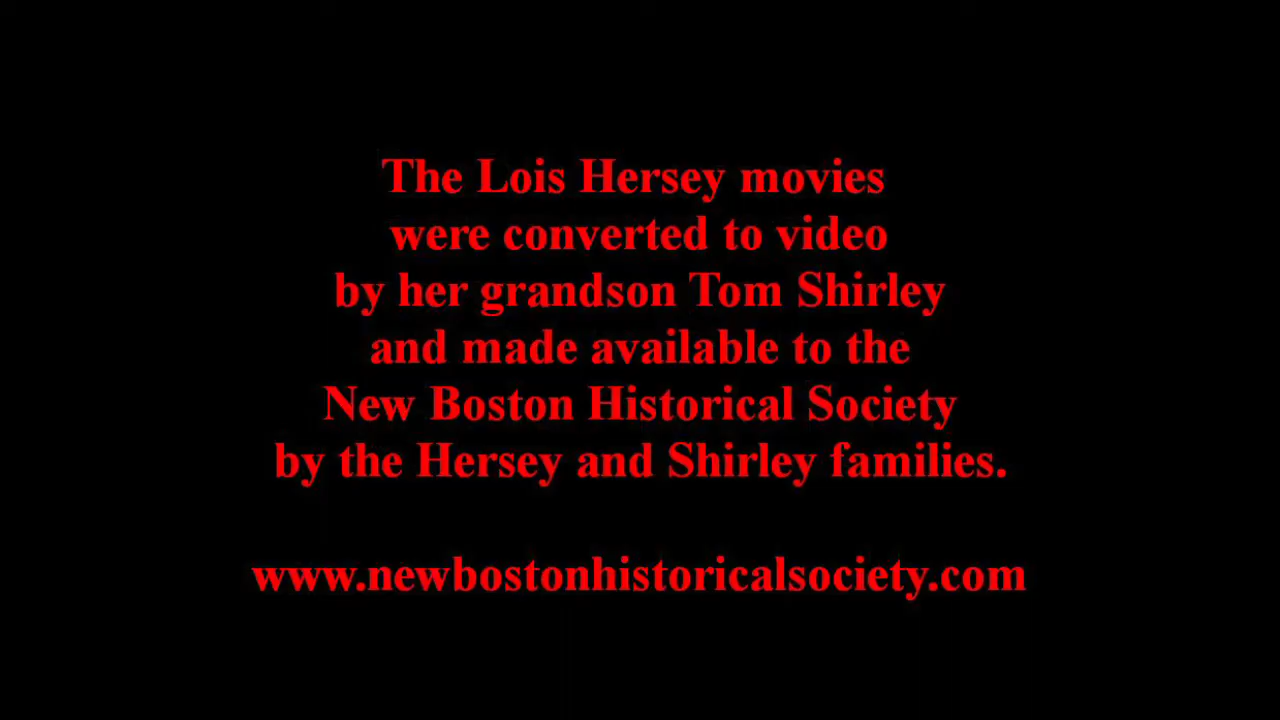 The Lois Hersey movies
were converted to video
by her grandson Tom Shirley
and made available to the
New Boston Historical Society
by the Hersey and Shirley families.
www.newbostonhistoricalsociety.com